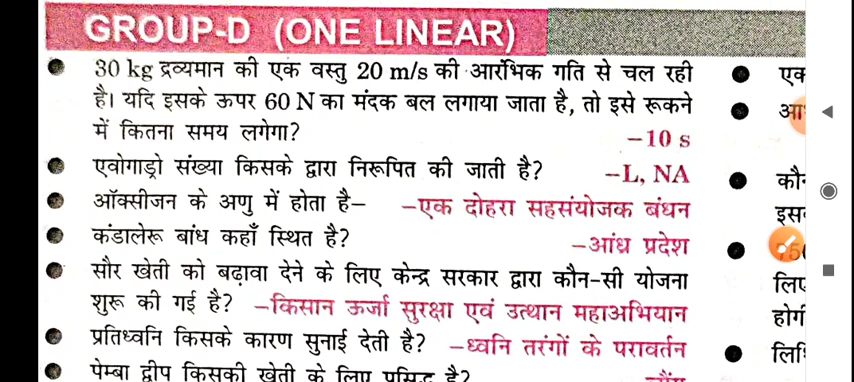 GROUP-D (ONE LINEAR)
30 kg द्रव्यमान की एक वस्तु 20 m/s की आरंभिक गति से चल रही
है। यदि इसके ऊपर 60 N का मंदक बल लगाया जाता है, तो इसे रूकने
में कितना समय लगेगा? –10 s
एवोगाड्रो संख्या किसके द्वारा निरूपित की जाती है? –L, NA
ऑक्सीजन के अणु में होता है– –एक दोहरा सहसंयोजक बंधन
कंडालेरू बांध कहाँ स्थित है? –आंध्र प्रदेश
सौर खेती को बढ़ावा देने के लिए केन्द्र सरकार द्वारा कौन-सी योजना
शुरू की गई है? –किसान ऊर्जा सुरक्षा एवं उत्थान महाअभियान
प्रतिध्वनि किसके कारण सुनाई देती है? –ध्वनि तरंगों के परावर्तन
पेम्बा द्वीप किसकी खेती के लिए प्रसिद्ध है?
एक
आ
कौन
इस
लिए
होगी